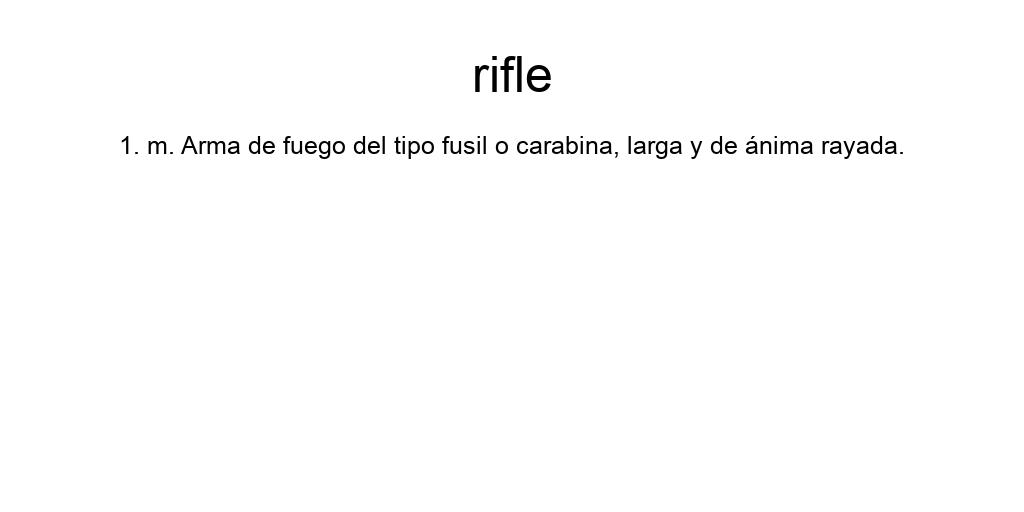 rifle
1. m. Arma de fuego del tipo fusil o carabina, larga y de ánima rayada.